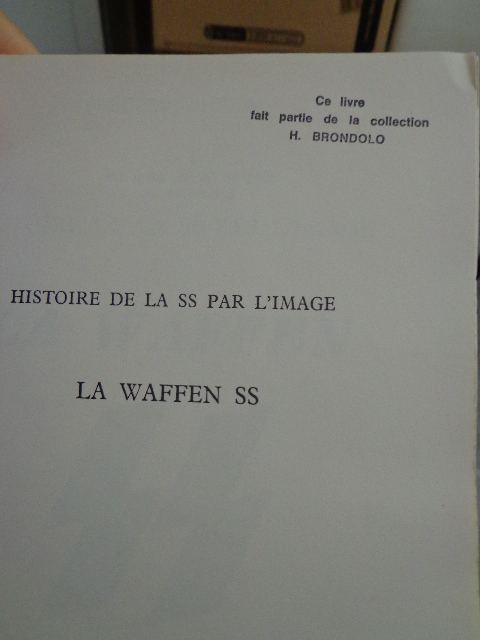 Ce livre
fait partie de la collection
H. BRONDOLO
HISTOIRE DE LA SS PAR L'IMAGE
LA WAFFEN SS